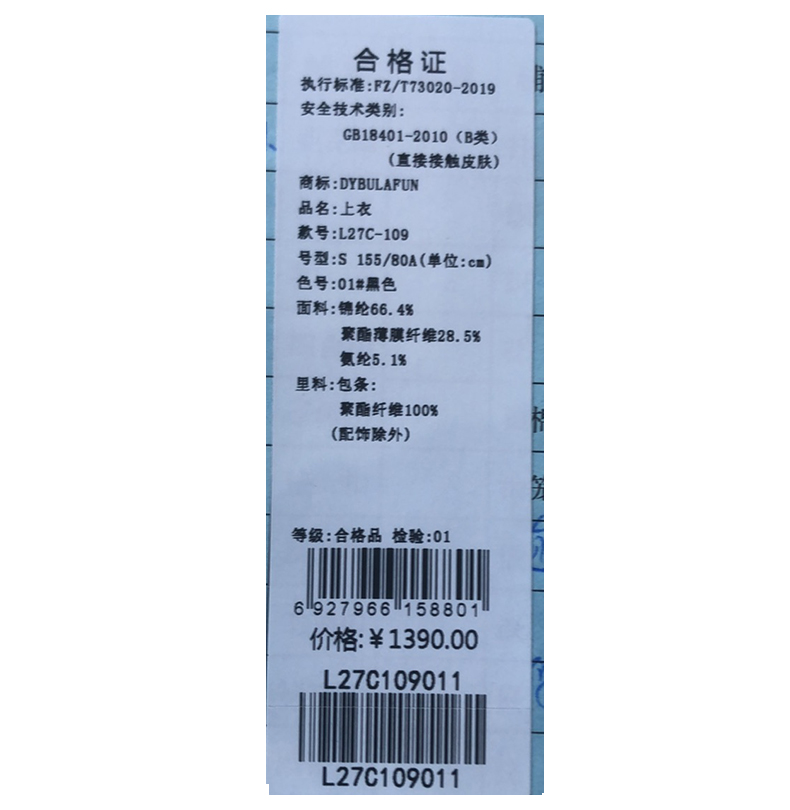 合格证
执行标准:FZ/T73020-2019
安全技术类别:
GB18401-2010（B类）
(直接接触皮肤)
商标:DYBULAFUN
品名:上衣
款号:L27C-109
号型:S 155/80A(单位:cm)
色号:01#黑色
面料:锦纶66.4%
聚酯薄膜纤维28.5%
氨纶5.1%
里料:包条:
聚酯纤维100%
(配饰除外)
等级:合格品 检验:01
6 927966 158801
价格:¥1390.00
L27C109011
L27C109011